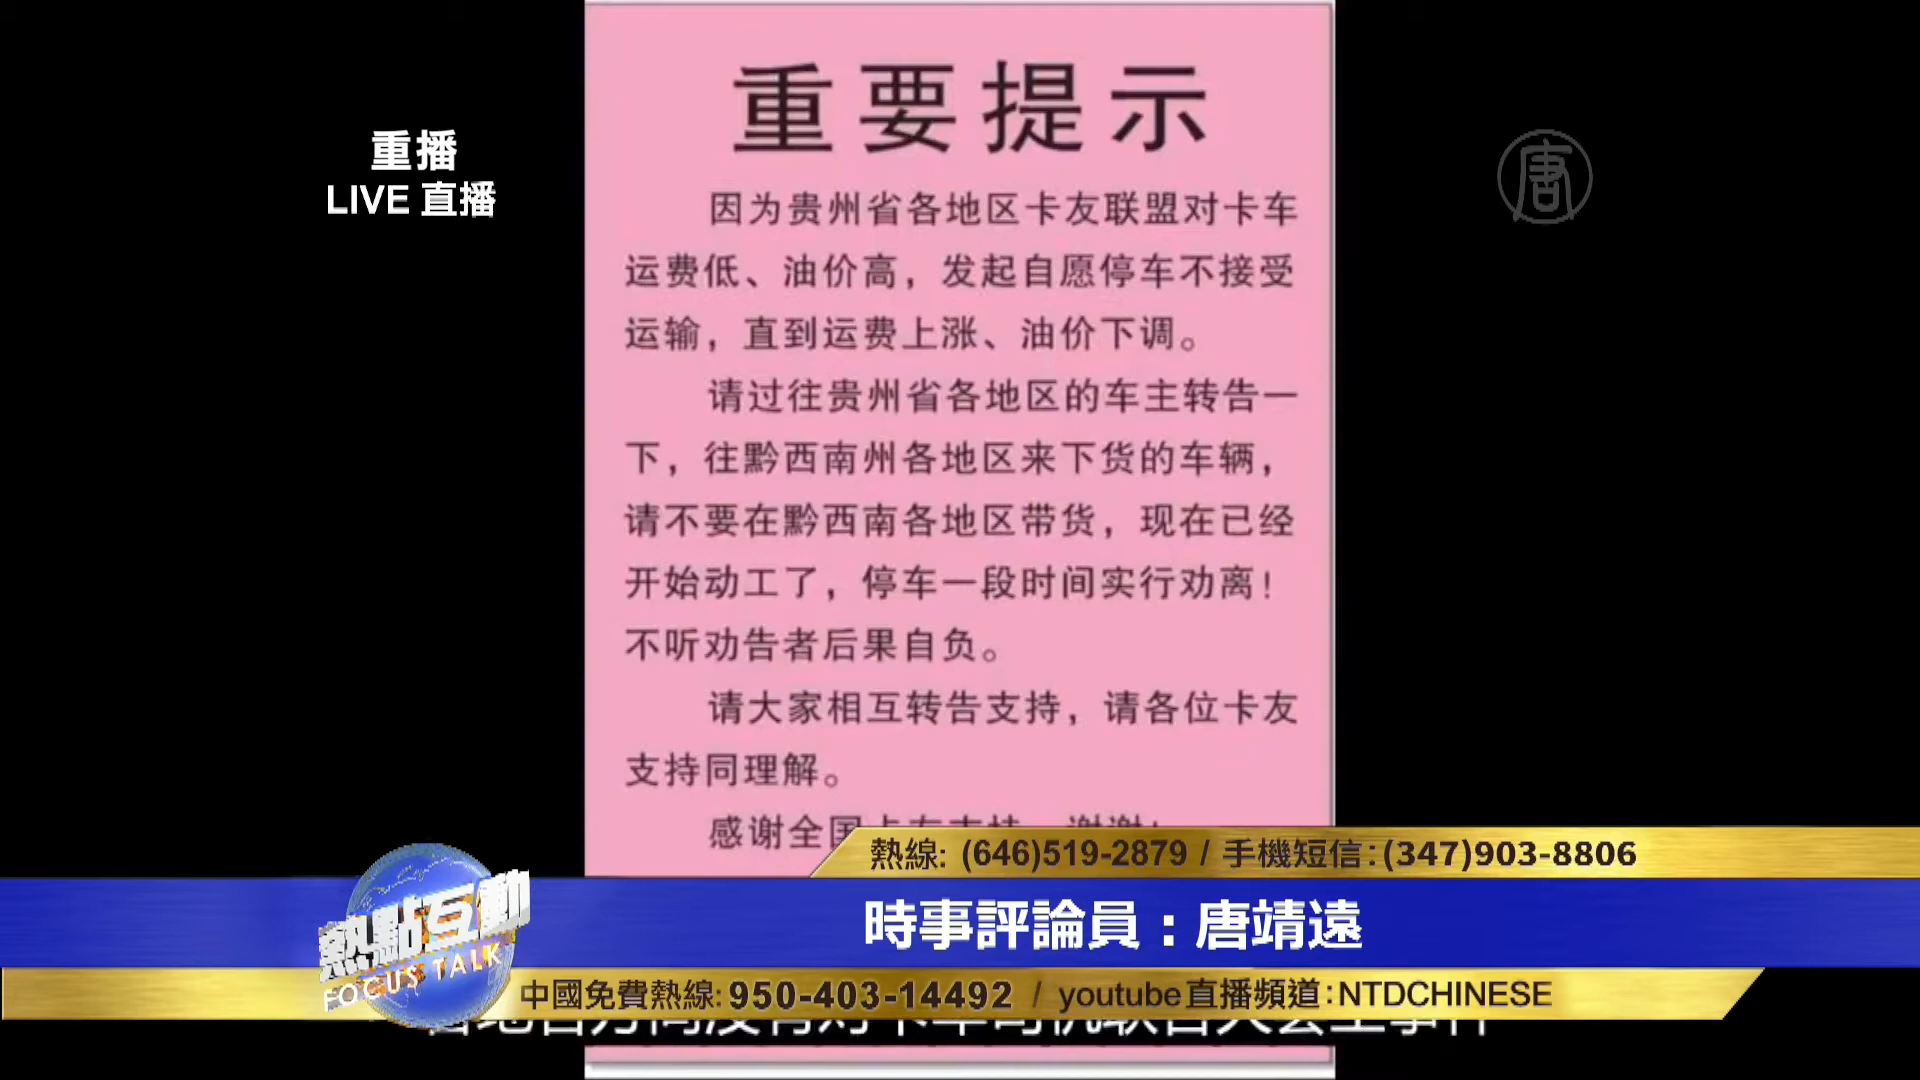 重要提示
重播
LIVE 直播
唐
因为贵州省各地区卡友联盟对卡车
运费低、油价高，发起自愿停车不接受
运输，直到运费上涨、油价下调。
请过往贵州省各地区的车主转告一
下，往黔西南州各地区来下货的车辆，
请不要在黔西南各地区带货，现在已经
开始动工了，停车一段时间实行劝离！
不听劝告者后果自负。
请大家相互转告支持，请各位卡友
支持同理解。
感谢全国卡友支持，谢谢！
熱線: (646)519-2879 / 手機短信:(347)903-8806
熱點互動
FOCUS TALK
時事評論員：唐靖遠
中國免費熱線: 950-403-14492 / youtube直播頻道:NTDCHINESE